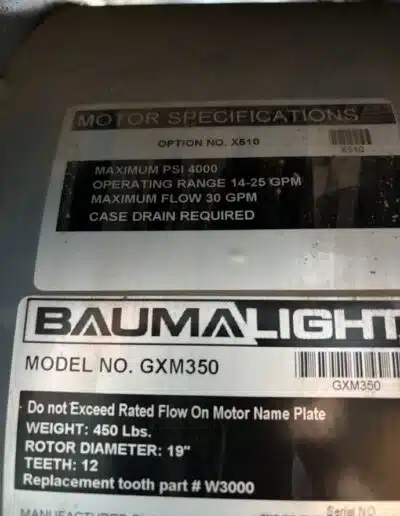 MOTOR SPECIFICATIONS
OPTION NO. X510
X510
MAXIMUM PSI 4000
OPERATING RANGE 14-25 GPM
MAXIMUM FLOW 30 GPM
CASE DRAIN REQUIRED
BAUMALIGHT
MODEL NO. GXM350
GXM350
Do not Exceed Rated Flow On Motor Name Plate
WEIGHT: 450 Lbs.
ROTOR DIAMETER: 19"
TEETH: 12
Replacement tooth part # W3000
Serial NO